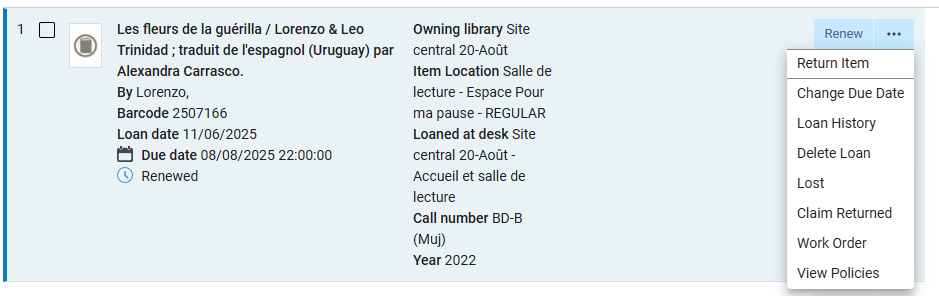 1
Les fleurs de la guérilla / Lorenzo & Leo
Trinidad ; traduit de l'espagnol (Uruguay) par
Alexandra Carrasco.
By Lorenzo,
Barcode 2507166
Loan date 11/06/2025
Due date 08/08/2025 22:00:00
Renewed
Owning library Site
central 20-Août
Item Location Salle de
lecture - Espace Pour
ma pause - REGULAR
Loaned at desk Site
central 20-Août -
Accueil et salle de
lecture
Call number BD-B
(Muj)
Year 2022
Renew
Return Item
Change Due Date
Loan History
Delete Loan
Lost
Claim Returned
Work Order
View Policies